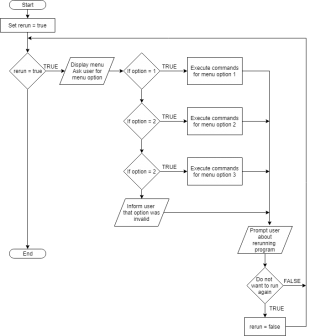 Start
Set rerun = true
rerun = true
TRUE
Display menu
Ask user for
menu option
If option = 1
TRUE
Execute commands
for menu option 1
If option = 2
TRUE
Execute commands
for menu option 2
If option = 2
TRUE
Execute commands
for menu option 3
Inform user
that option was
invalid
Prompt user
about
rerunning
program
End
Do not
want to run
again
FALSE
TRUE
rerun = false